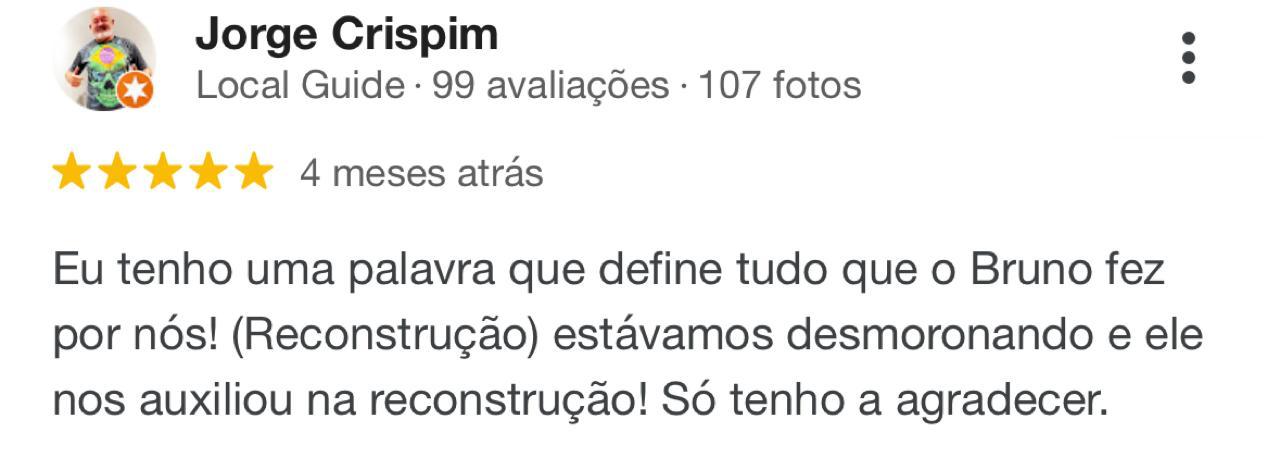 Jorge Crispim
Local Guide · 99 avaliações · 107 fotos
4 meses atrás
Eu tenho uma palavra que define tudo que o Bruno fez
por nós! (Reconstrução) estávamos desmoronando e ele
nos auxiliou na reconstrução! Só tenho a agradecer.